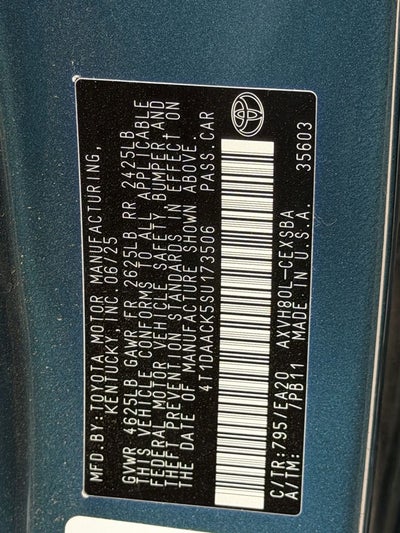 MFD.BY:TOYOTA MOTOR MANUFACTURING,
KENTUCKY, INC. 06/25
GVWR 4625LB GAWR FR 2625LB RR 2425LB
THIS VEHICLE CONFORMS TO ALL APPLICABLE
FEDERAL MOTOR VEHICLE SAFETY, BUMPER AND
THEFT PREVENTION STANDARDS IN EFFECT ON
THE DATE OF MANUFACTURE SHOWN ABOVE.
4T1DAACK5SU173506 PASS.CAR
C/TR:795/EA20 AXVH80L-CEXSBA
A/TM: /PB11 MADE IN U.S.A. 35603